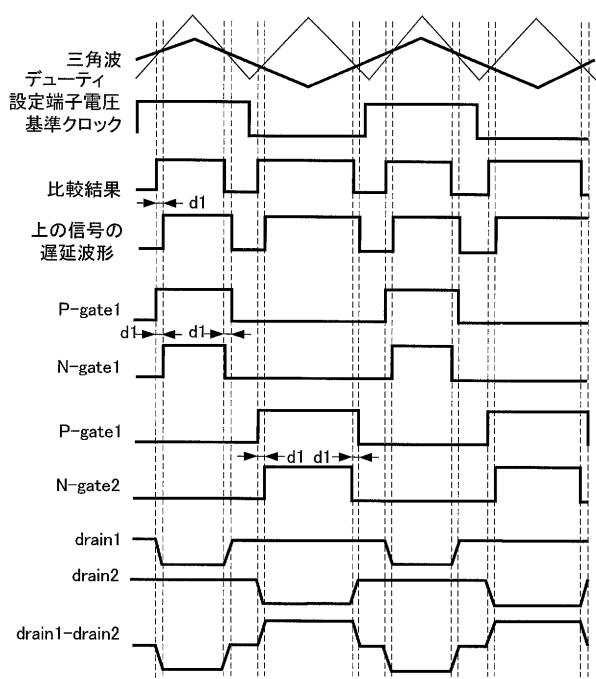 三角波
デューティ
設定端子電圧
基準クロック
比較結果
d1
上の信号の
遅延波形
P-gate1
d1 d1
N-gate1
P-gate1
d1 d1
N-gate2
drain1
drain2
drain1-drain2